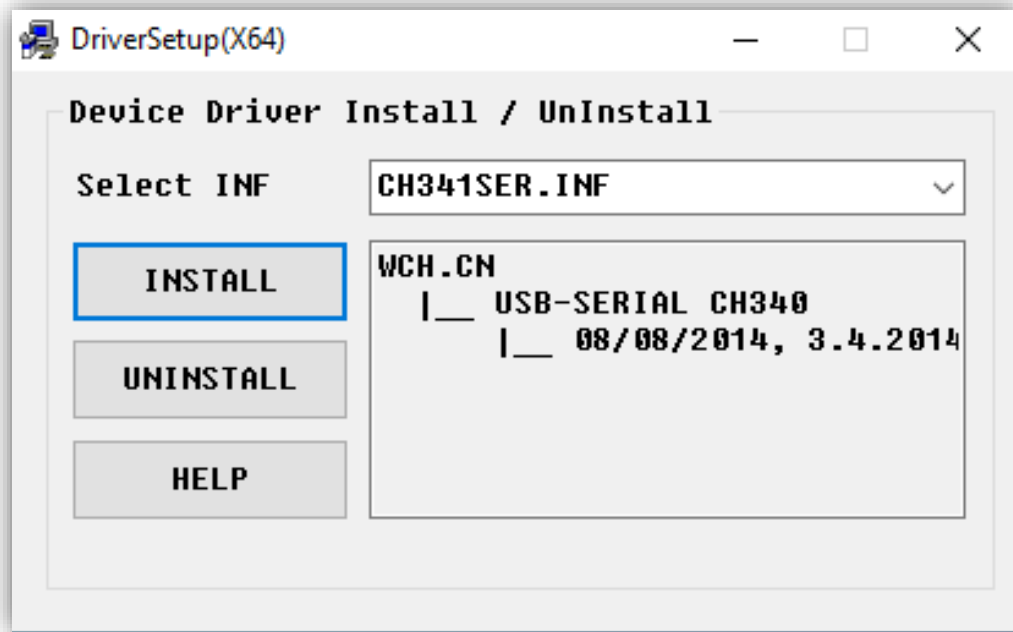 DriverSetup(X64)
Device Driver Install / UnInstall
Select INF
CH341SER.INF
INSTALL
UNINSTALL
HELP
WCH.CN
|__ USB-SERIAL CH340
|__ 08/08/2014, 3.4.2014